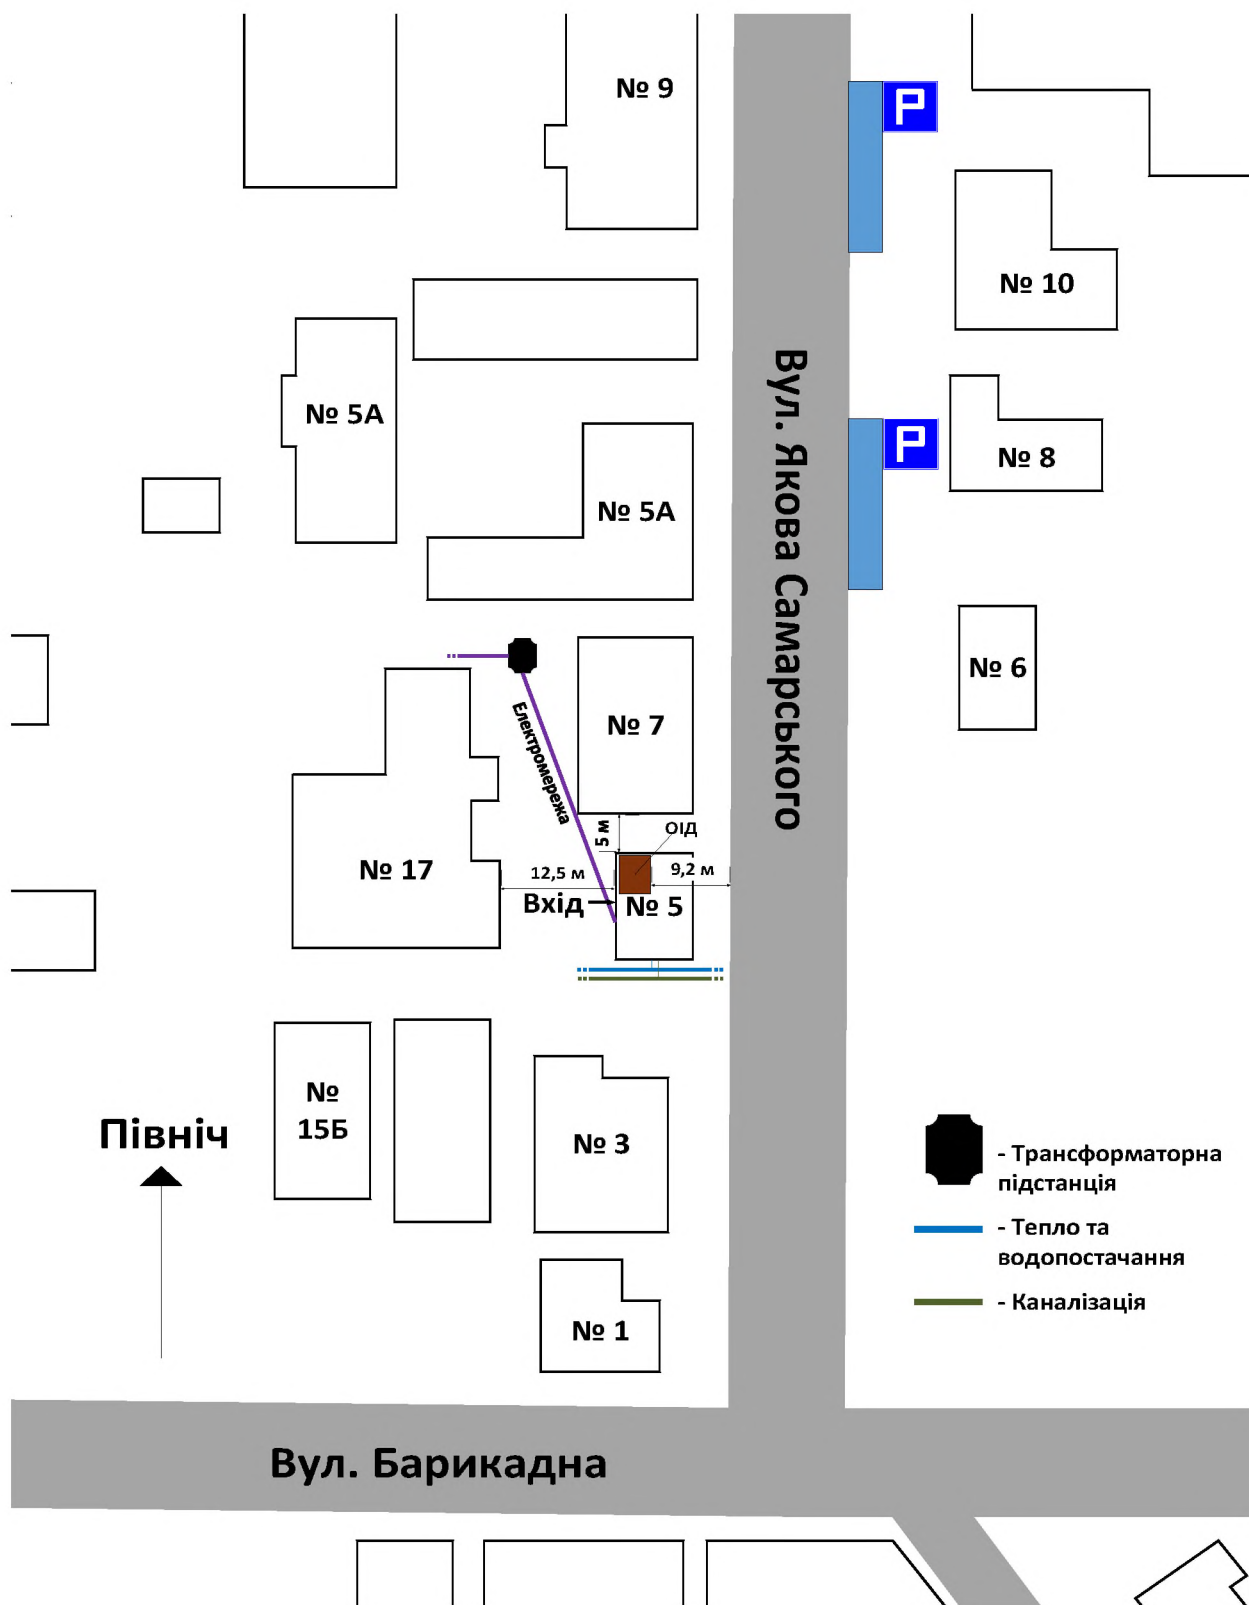 № 9
P
№ 10
Вул. Якова Самарського
№ 5А
P
№ 8
№ 5А
№ 6
Електромережа
№ 7
5 м
ОІД
№ 17
12,5 м
9,2 м
Вхід
№ 5
№
15Б
№ 3
Північ
- Трансформаторна
підстанція
- Тепло та
водопостачання
- Каналізація
№ 1
Вул. Барикадна